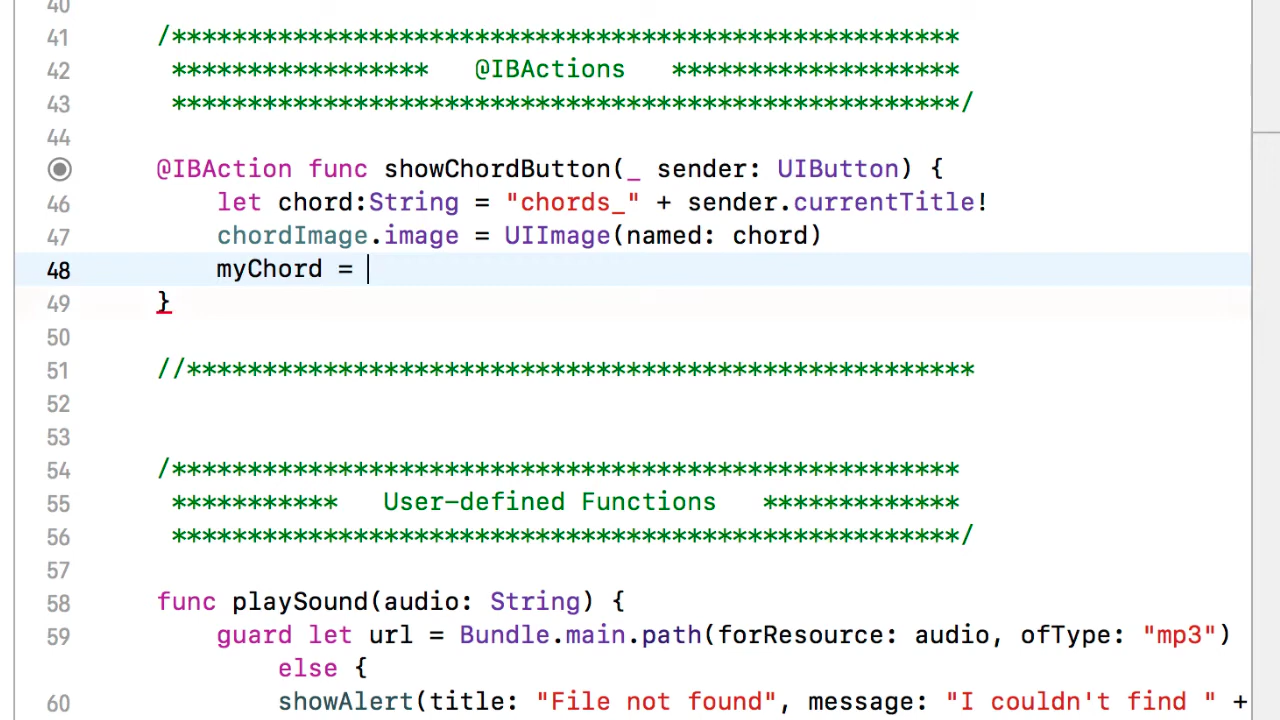 40
41 /****************************************************
42 ***************** @IBActions *******************
43 ****************************************************/
44
@IBAction func showChordButton(_ sender: UIButton) {
46 let chord:String = "chords_" + sender.currentTitle!
47 chordImage.image = UIImage(named: chord)
48 myChord =
49 }
50
51 //****************************************************
52
53
54 /****************************************************
55 *********** User-defined Functions *************
56 ****************************************************/
57
58 func playSound(audio: String) {
59 guard let url = Bundle.main.path(forResource: audio, ofType: "mp3")
else {
60 showAlert(title: "File not found", message: "I couldn't find " +